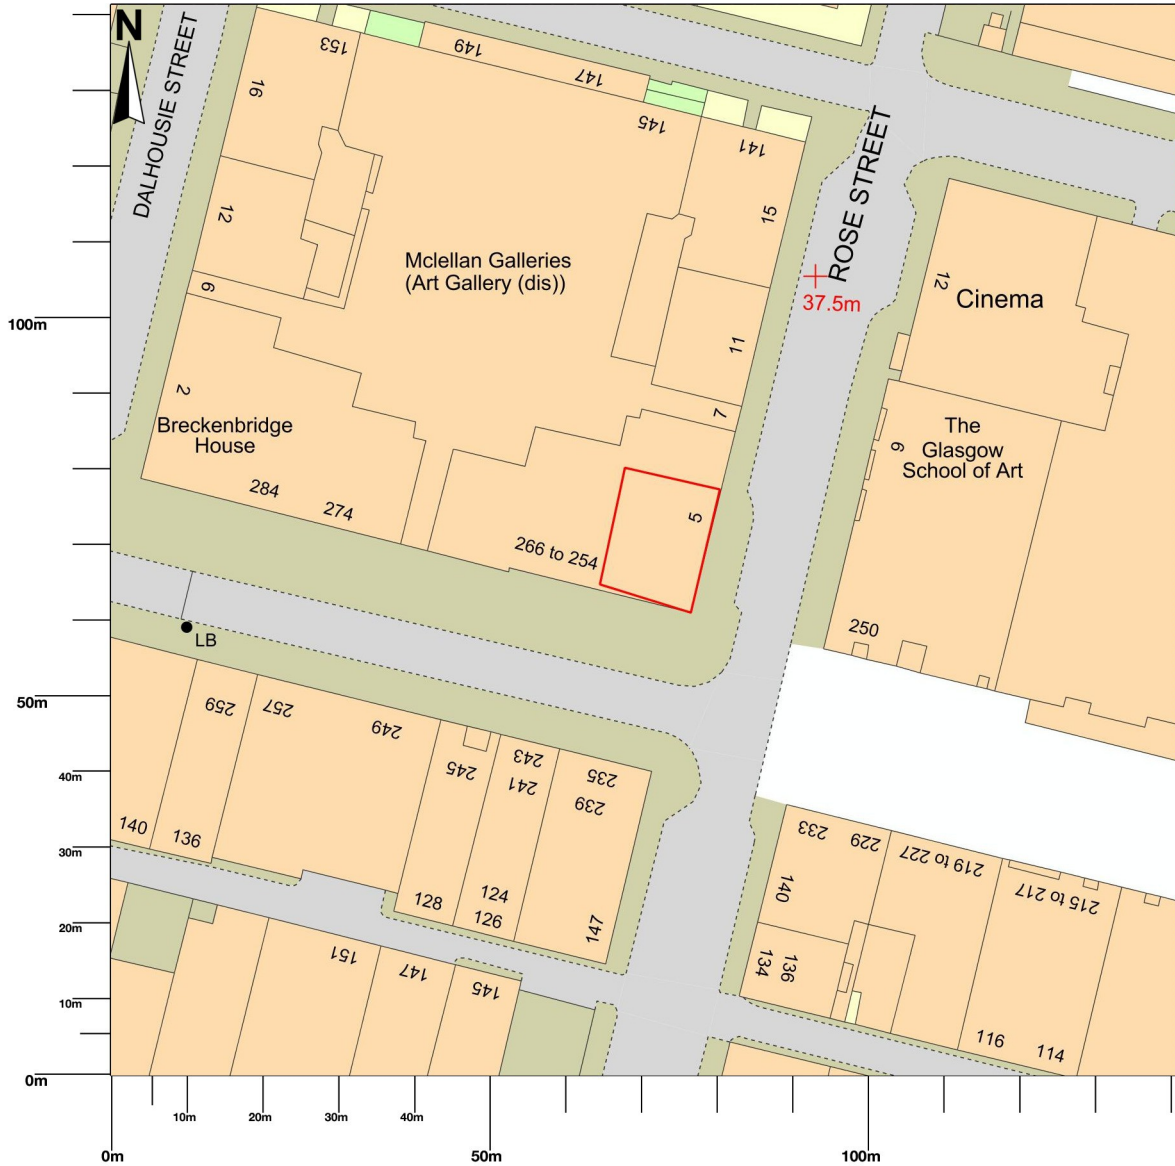 N
DALHOUSIE STREET
153
149
147
145
141
16
12
6
2
15
11
7
5
ROSE STREET
37.5m
Mclellan Galleries
(Art Gallery (dis))
12
Cinema
The
Glasgow
School of Art
9
Breckenbridge
House
284
274
266 to 254
250
LB
259
257
249
245
243
241
235
239
140
136
128
124
126
147
151
147
145
233
229
219 to 227
215 to 217
140
134
136
116
114
100m
50m
40m
30m
20m
10m
0m
10m
20m
30m
40m
0m
50m
100m